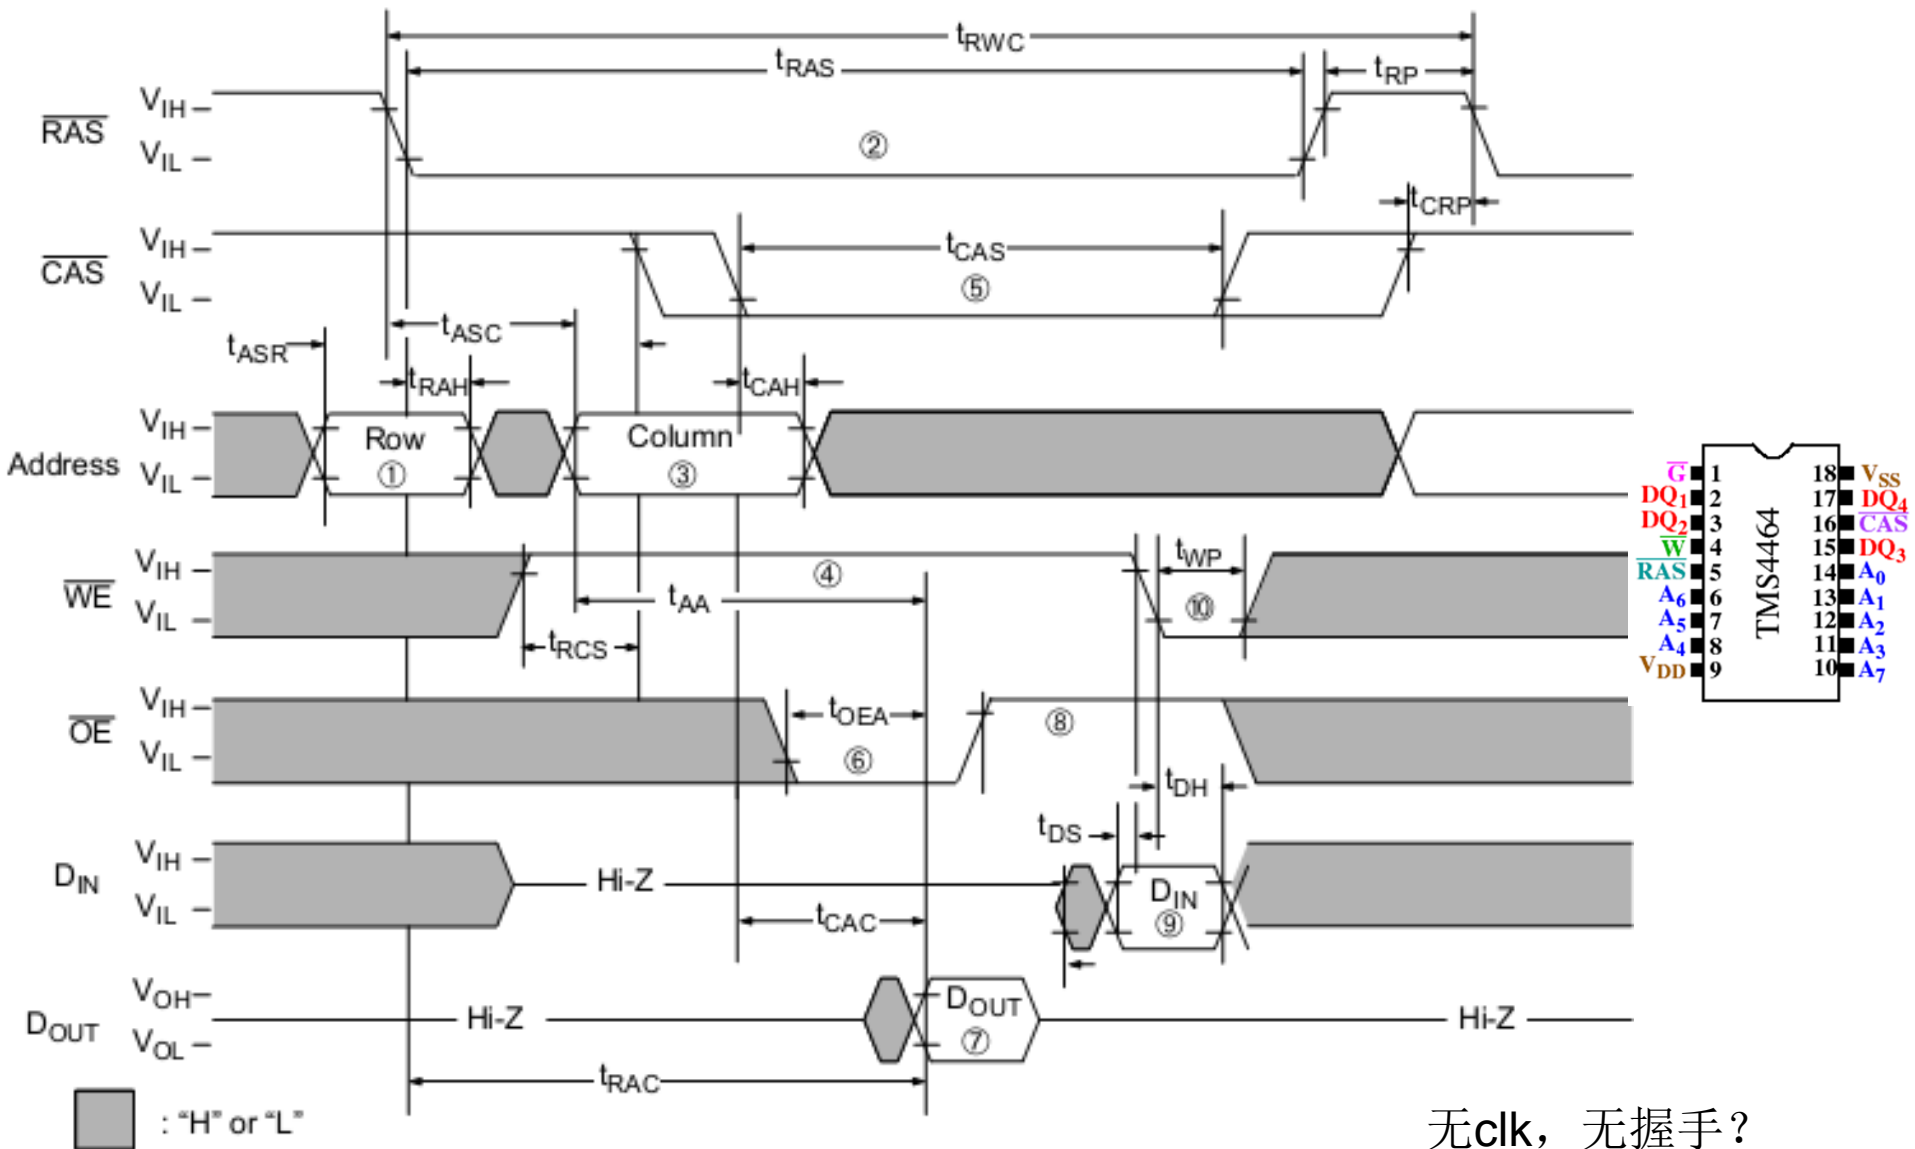 tRWC
tRAS
tRP
RAS
VIH
VIL
②
tCRP
CAS
VIH
VIL
tCAS
⑤
tASC
tASR
tRAH
tCAH
Address
VIH
VIL
Row
①
Column
③
WE
VIH
VIL
④
tWP
⑩
tAA
tRCS
OE
VIH
VIL
tOEA
⑥
⑧
tDH
tDS
DIN
VIH
VIL
Hi-Z
DIN
⑨
tCAC
DOUT
VOH
VOL
Hi-Z
DOUT
⑦
Hi-Z
tRAC
: “H” or “L”
G 1 18 VSS
DQ1 2 17 DQ4
DQ2 3 16 CAS
W 4 15 DQ3
RAS 5 14 A0
A6 6 13 A1
A5 7 12 A2
A4 8 11 A3
VDD 9 10 A7
TMS4464
无clk，无握手？